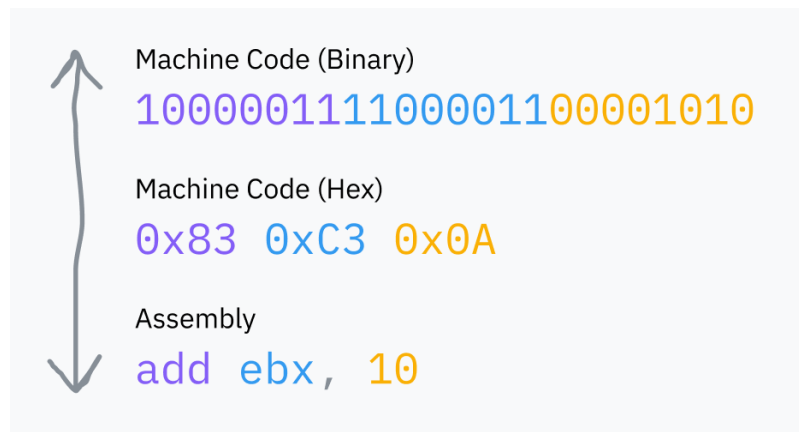 Machine Code (Binary)
100000111100001100001010
Machine Code (Hex)
0x83 0xC3 0x0A
Assembly
add ebx, 10